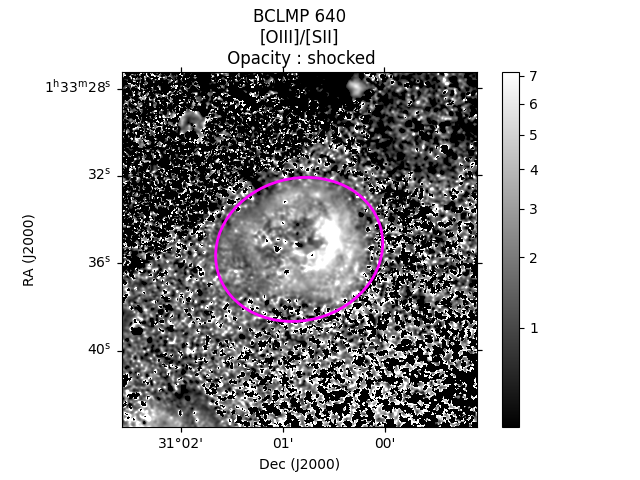 BCLMP 640
[OIII]/[SII]
Opacity : shocked
1ʰ33ᵐ28ˢ
32ˢ
36ˢ
40ˢ
RA (J2000)
31°02'
01'
00'
Dec (J2000)
7
6
5
4
3
2
1